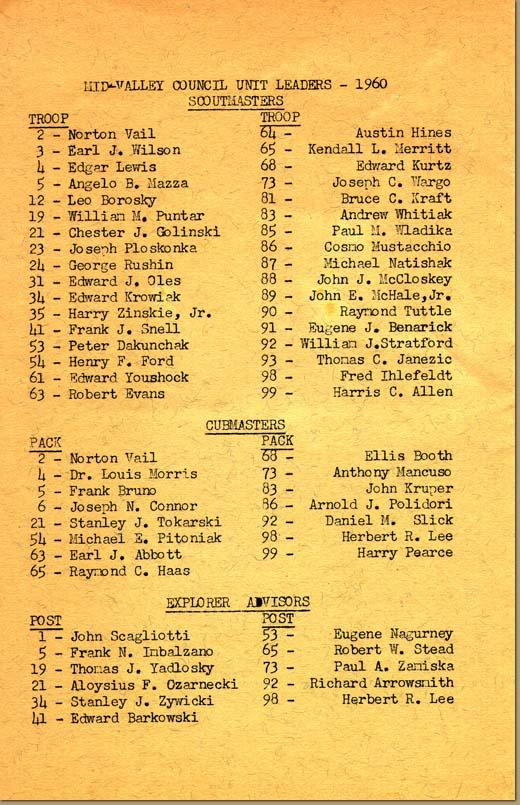 MID-VALLEY COUNCIL UNIT LEADERS - 1960
SCOUTMASTERS
TROOP
2 - Norton Vail
3 - Earl J. Wilson
4 - Edgar Lewis
5 - Angelo B. Mazza
12 - Leo Borosky
19 - William M. Puntar
21 - Chester J. Golinski
23 - Joseph Ploskonka
24 - George Rushin
31 - Edward J. Oles
34 - Edward Krowiak
35 - Harry Zinskie, Jr.
41 - Frank J. Snell
53 - Peter Dakunchak
54 - Henry F. Ford
61 - Edward Youshock
63 - Robert Evans
TROOP
64 - Austin Hines
65 - Kendall L. Merritt
68 - Edward Kurtz
73 - Joseph C. Wargo
81 - Bruce C. Kraft
83 - Andrew Whitiak
85 - Paul M. Wladika
86 - Cosmo Mustacchio
87 - Michael Natishak
88 - John J. McCloskey
89 - John E. McHale,Jr.
90 - Raymond Tuttle
91 - Eugene J. Benarick
92 - William J.Stratford
93 - Thomas C. Janezic
98 - Fred Ihlefeldt
99 - Harris C. Allen
CUBMASTERS
PACK
2 - Norton Vail
4 - Dr. Louis Morris
5 - Frank Bruno
6 - Joseph N. Connor
21 - Stanley J. Tokarski
54 - Michael E. Pitoniak
63 - Earl J. Abbott
65 - Raymond C. Haas
PACK
68 - Ellis Booth
73 - Anthony Mancuso
83 - John Kruper
86 - Arnold J. Polidori
92 - Daniel M. Slick
98 - Herbert R. Lee
99 - Harry Pearce
EXPLORER ADVISORS
POST
1 - John Scagliotti
5 - Frank N. Imbalzano
19 - Thomas J. Yadlosky
21 - Aloysius F. Ozarnecki
34 - Stanley J. Zywicki
41 - Edward Barkowski
POST
53 - Eugene Nagurney
65 - Robert W. Stead
73 - Paul A. Zamiska
92 - Richard Arrowsmith
98 - Herbert R. Lee